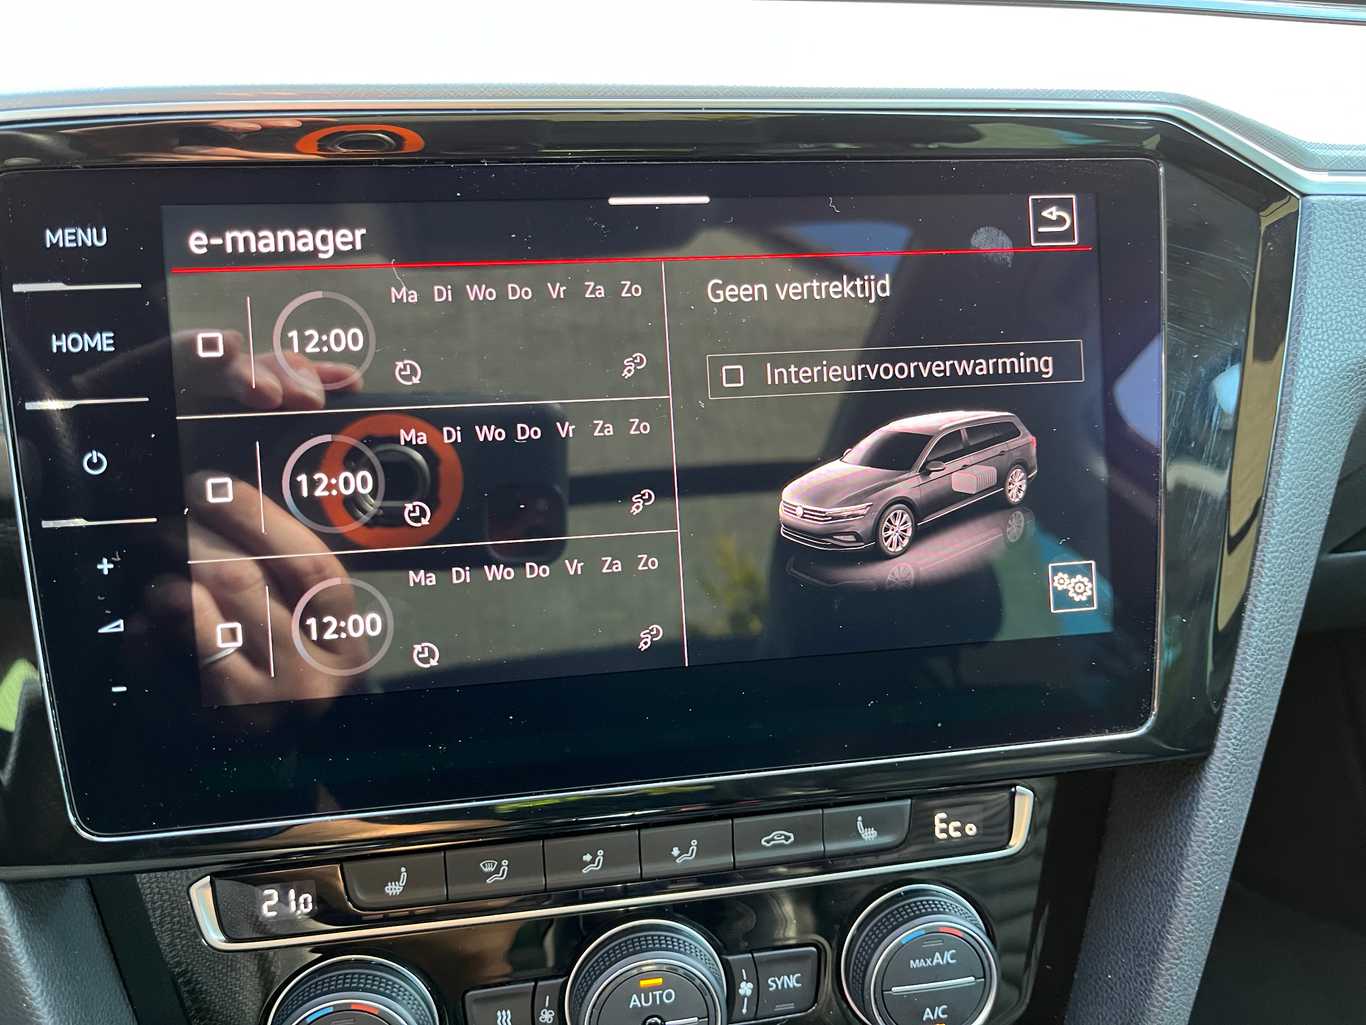 MENU
HOME
e-manager
12:00
Ma Di Wo Do Vr Za Zo
12:00
Ma Di Wo Do Vr Za Zo
12:00
Ma Di Wo Do Vr Za Zo
Geen vertrektijd
Interieurvoorverwarming
21,0
Eco
AUTO
SYNC
MAX A/C
A/C